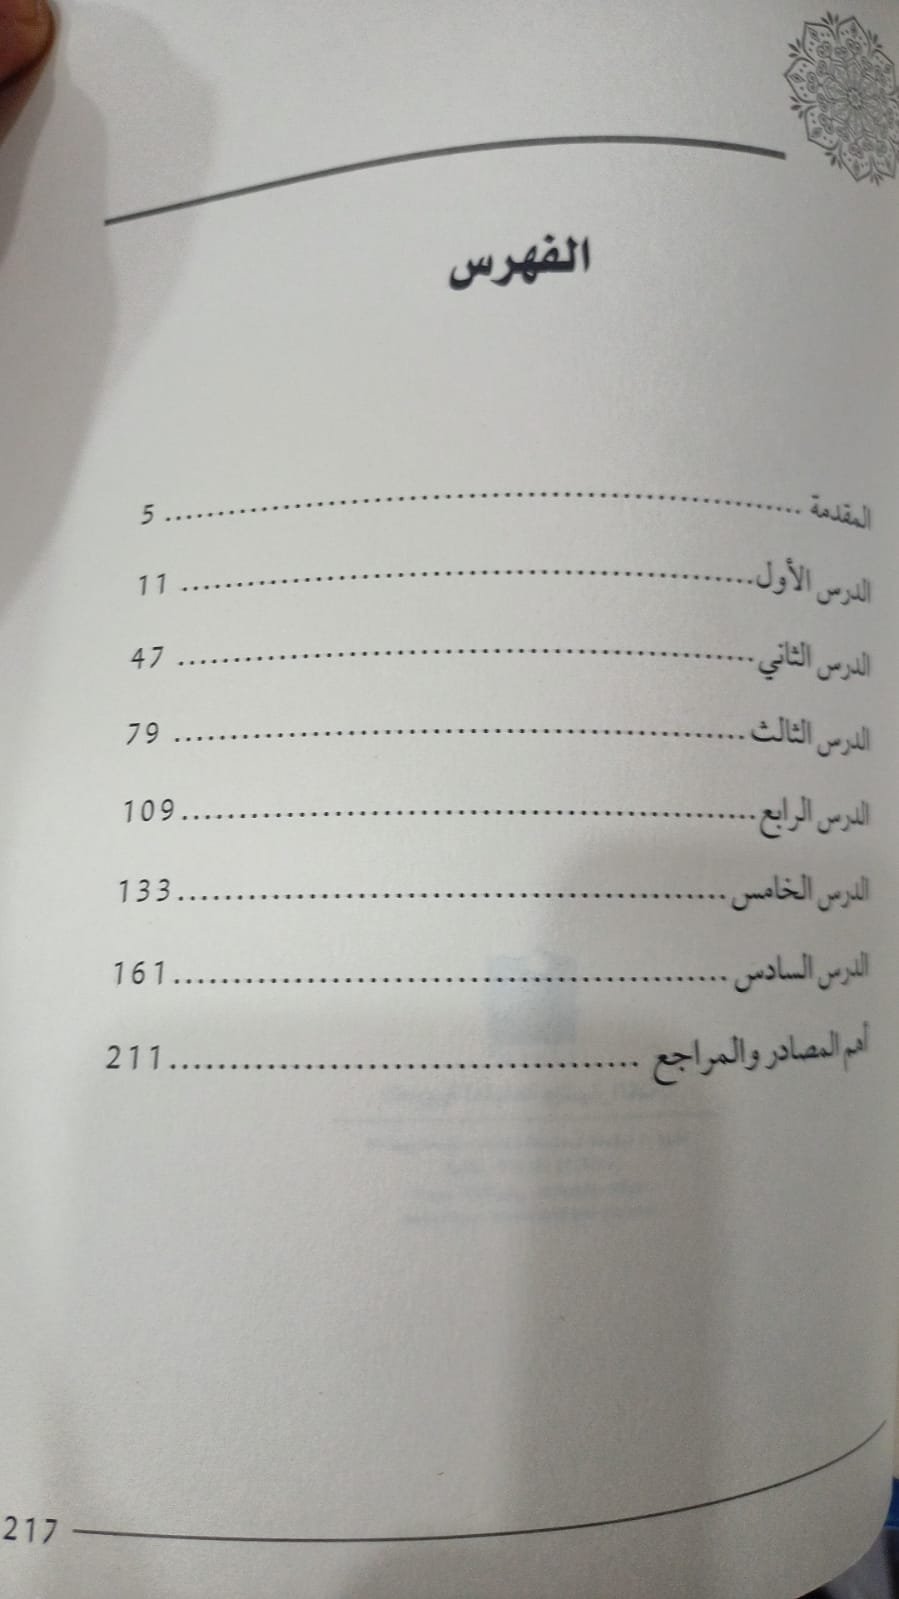 الفهرس
المقدمة ........ 5
الدرس الأول ........ 11
الدرس الثاني ........ 47
الدرس الثالث ........ 79
الدرس الرابع ........ 109
الدرس الخامس ........ 133
الدرس السادس ........ 161
أهم المصادر والمراجع ........ 211
217